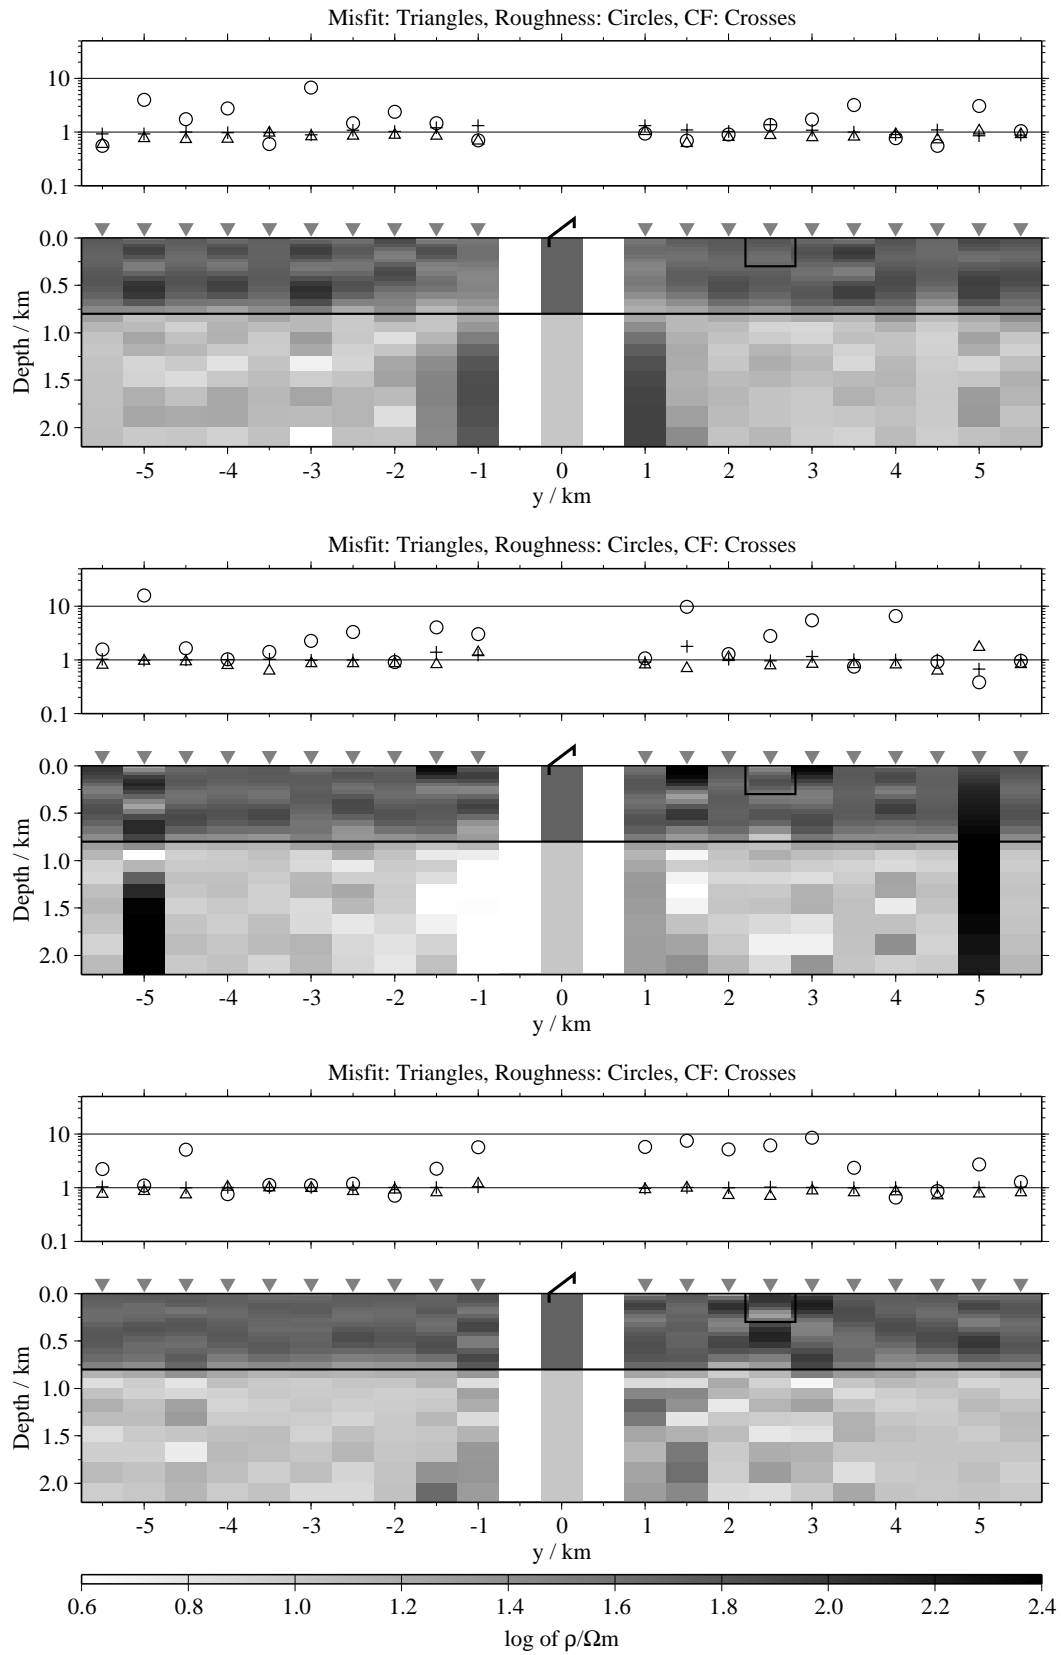 Misfit: Triangles, Roughness: Circles, CF: Crosses
10
1
0.1
0.0
0.5
1.0
1.5
2.0
Depth / km
-5 -4 -3 -2 -1 0 1 2 3 4 5
y / km
Misfit: Triangles, Roughness: Circles, CF: Crosses
10
1
0.1
0.0
0.5
1.0
1.5
2.0
Depth / km
-5 -4 -3 -2 -1 0 1 2 3 4 5
y / km
Misfit: Triangles, Roughness: Circles, CF: Crosses
10
1
0.1
0.0
0.5
1.0
1.5
2.0
Depth / km
-5 -4 -3 -2 -1 0 1 2 3 4 5
y / km
0.6 0.8 1.0 1.2 1.4 1.6 1.8 2.0 2.2 2.4
log of ρ/Ωm